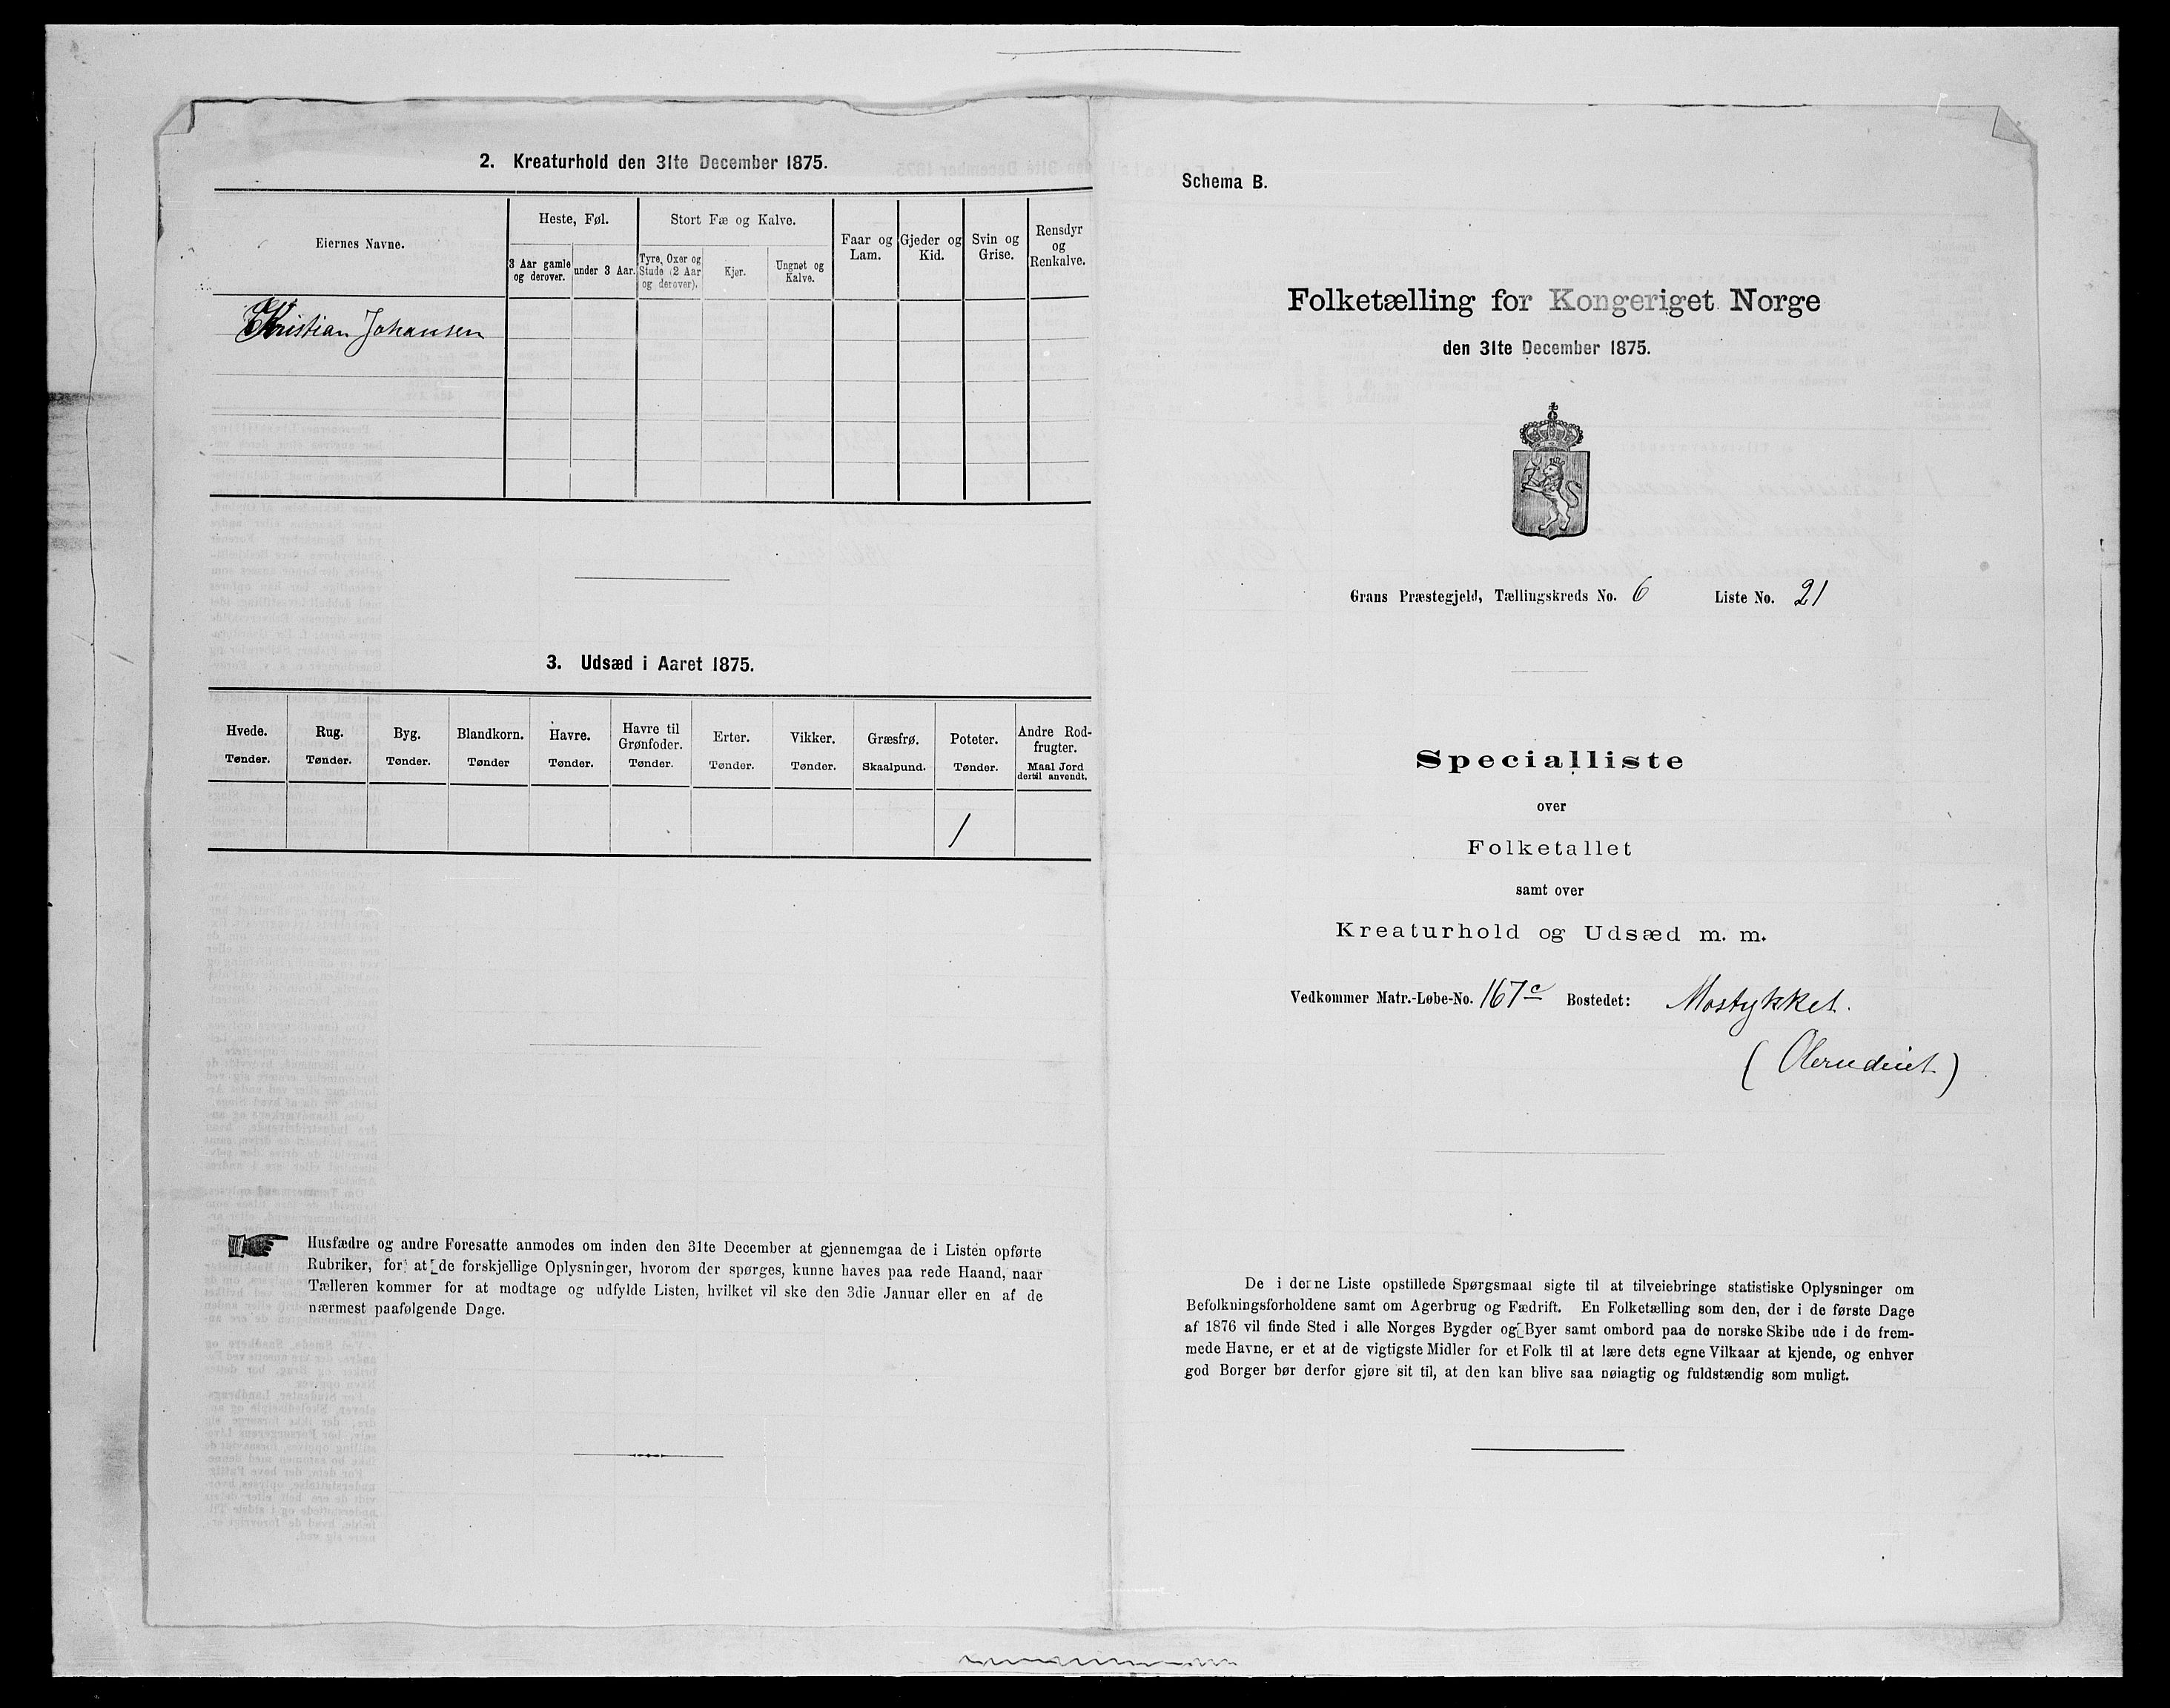 2. Kreaturhold den 31te December 1875.
Eiernes Navne.
Heste, Føl.
Stort Fæ og Kalve.
Faar og Lam.
Gjeder og Kid.
Svin og Grise.
Rensdyr og Renkalve.
3 Aar gamle og derover.
under 3 Aar.
Tyre, Oxer og Stude (2 Aar og derover).
Kjør.
Ungnøt og Kalve.
Kristian Johansen
3. Udsæd i Aaret 1875.
Hvede. Tønder.
Rug. Tønder.
Byg. Tønder.
Blandkorn. Tønder
Havre. Tønder.
Havre til Grønfoder. Tønder.
Erter. Tønder.
Vikker. Tønder.
Græsfrø. Skaalpund.
Poteter. Tønder.
Andre Rodfrugter. Maal Jord dertil anvendt.
1
Husfædre og andre Foresatte anmodes om inden den 31te December at gjennemgaa de i Listen opførte
Rubriker, for at de forskjellige Oplysninger, hvorom der spørges, kunne haves paa rede Haand, naar
Tælleren kommer for at modtage og udfylde Listen, hvilket vil ske den 3die Januar eller en af de
nærmest paafølgende Dage.
Schema B.
Folketælling for Kongeriget Norge
den 31te December 1875.
Grans Præstegjeld, Tællingskreds No. 6 Liste No. 21
Specialliste
over
Folketallet
samt over
Kreaturhold og Udsæd m. m.
Vedkommer Matr.-Løbe-No. 167c Bostedet: Mostykket.
De i denne Liste opstillede Spørgsmaal sigte til at tilveiebringe statistiske Oplysninger om
Befolkningsforholdene samt om Agerbrug og Fædrift. En Folketælling som den, der i de første Dage
af 1876 vil finde Sted i alle Norges Bygder og Byer samt ombord paa de norske Skibe ude i de frem-
mede Havne, er et af de vigtigste Midler for et Folk til at lære dets egne Vilkaar at kjende, og enhver
god Borger bør derfor gjøre sit til, at den kan blive saa nøiagtig og fuldstændig som muligt.